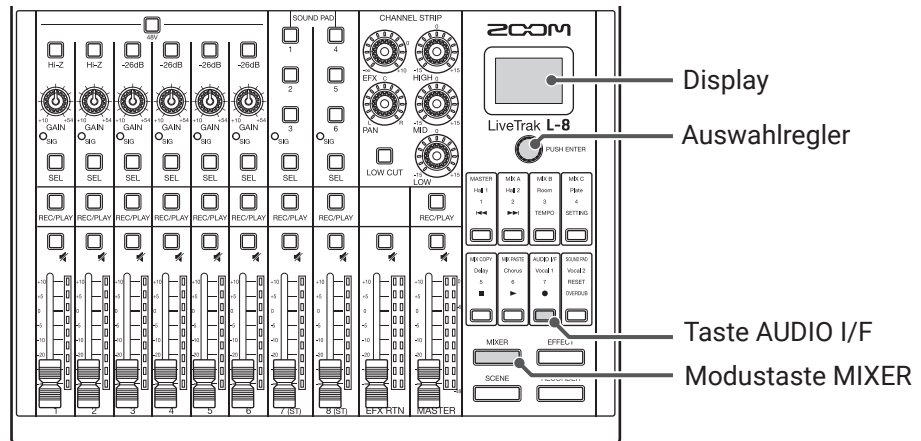 SOUND PAD
CHANNEL STRIP
ZOOM
48V
Hi-Z Hi-Z -26dB -26dB -26dB -26dB
1 4
2 5
3 6
EFX HIGH
PAN MID
LOW CUT LOW
GAIN GAIN GAIN GAIN GAIN GAIN
SIG SIG SIG SIG SIG SIG SIG SIG
SEL SEL SEL SEL SEL SEL SEL SEL
REC/PLAY REC/PLAY REC/PLAY REC/PLAY REC/PLAY REC/PLAY REC/PLAY REC/PLAY REC/PLAY
1 2 3 4 5 6 7 (ST) 8 (ST) EFX RTN MASTER
LiveTrak L-8
PUSH ENTER
MASTER MIX A MIX B MIX C
Hall 1 Hall 2 Room Plate
1 2 3 4
TEMPO SETTING
MIX COPY MIX PASTE AUDIO I/F SOUND PAD
Delay Chorus Vocal 1 Vocal 2
5 6 7 RESET
OVERDUB
MIXER EFFECT
SCENE
Display
Auswahlregler
Taste AUDIO I/F
Modustaste MIXER